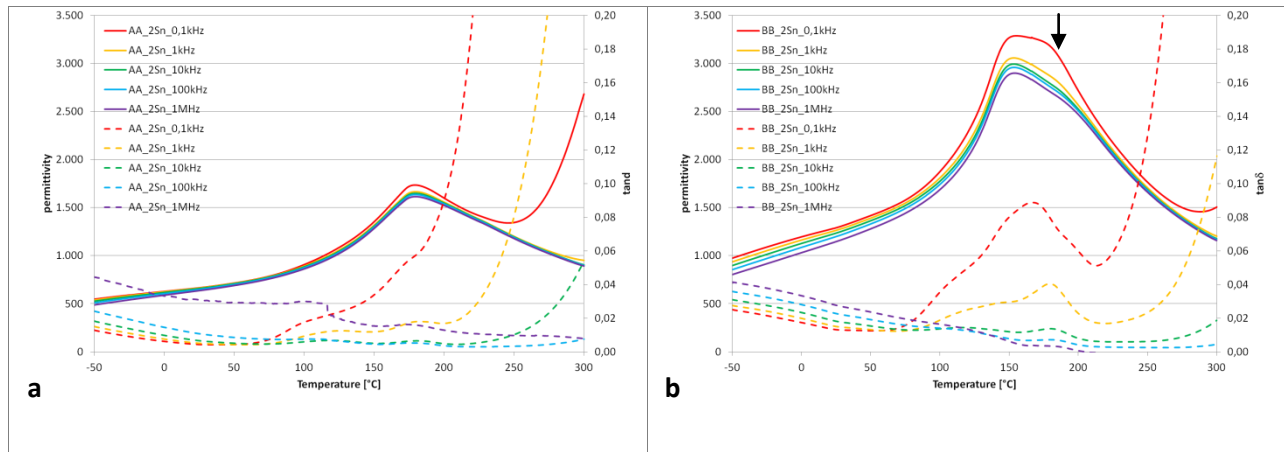 3.500
3.000
2.500
2.000
1.500
1.000
500
0
permittivity
AA_2Sn_0,1kHz
AA_2Sn_1kHz
AA_2Sn_10kHz
AA_2Sn_100kHz
AA_2Sn_1MHz
AA_2Sn_0,1kHz
AA_2Sn_1kHz
AA_2Sn_10kHz
AA_2Sn_100kHz
AA_2Sn_1MHz
0,20
0,18
0,16
0,14
0,12
0,10
0,08
0,06
0,04
0,02
0,00
tand
-50 0 50 100 150 200 250 300
Temperature [°C]
a
3.500
3.000
2.500
2.000
1.500
1.000
500
0
permittivity
BB_2Sn_0,1kHz
BB_2Sn_1kHz
BB_2Sn_10kHz
BB_2Sn_100kHz
BB_2Sn_1MHz
BB_2Sn_0,1kHz
BB_2Sn_1kHz
BB_2Sn_10kHz
BB_2Sn_100kHz
BB_2Sn_1MHz
0,20
0,18
0,16
0,14
0,12
0,10
0,08
0,06
0,04
0,02
0,00
tanδ
-50 0 50 100 150 200 250 300
Temperature [°C]
b